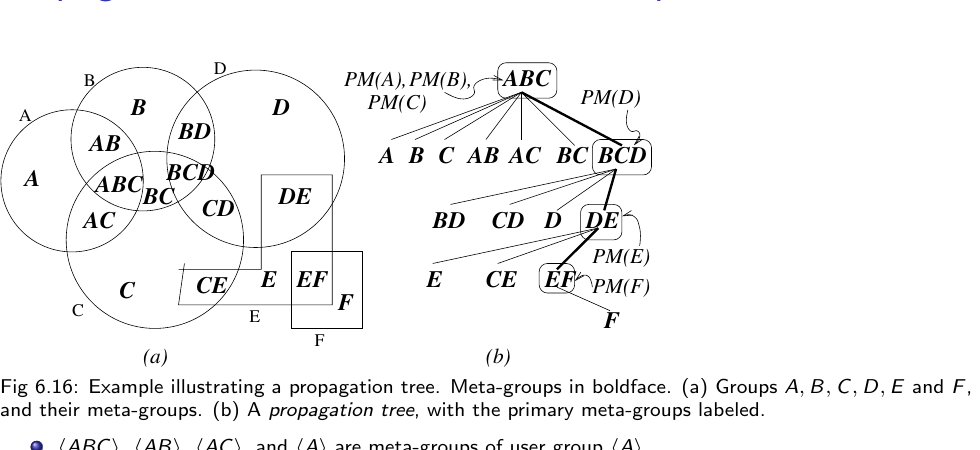 D
B
A
B
D
BD
AB
BCD
A
ABC
BC
DE
CD
AC
C
CE
E
EF
F
C
E
F
(a)
PM(A), PM(B),
ABC
PM(C)
PM(D)
A B C AB AC BC BCD
BD CD D DE
PM(E)
E CE EF
PM(F)
F
(b)
Fig 6.16: Example illustrating a propagation tree. Meta-groups in boldface. (a) Groups A, B, C, D, E and F,
and their meta-groups. (b) A propagation tree, with the primary meta-groups labeled.
⟨ABC⟩, ⟨AB⟩, ⟨AC⟩, and ⟨A⟩ are meta-groups of user group ⟨A⟩